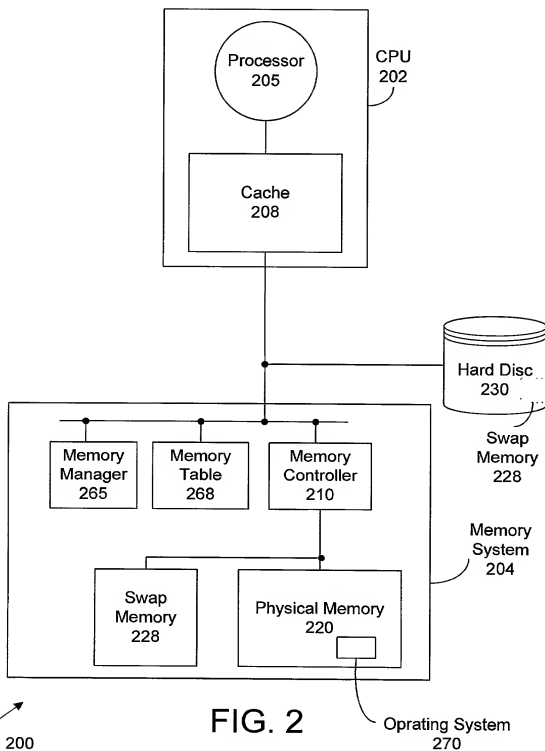 Processor
205
CPU
202
Cache
208
Hard Disc
230
Swap
Memory
228
Memory
Manager
265
Memory
Table
268
Memory
Controller
210
Memory
System
204
Swap
Memory
228
Physical Memory
220
FIG. 2
200
Oprating System
270